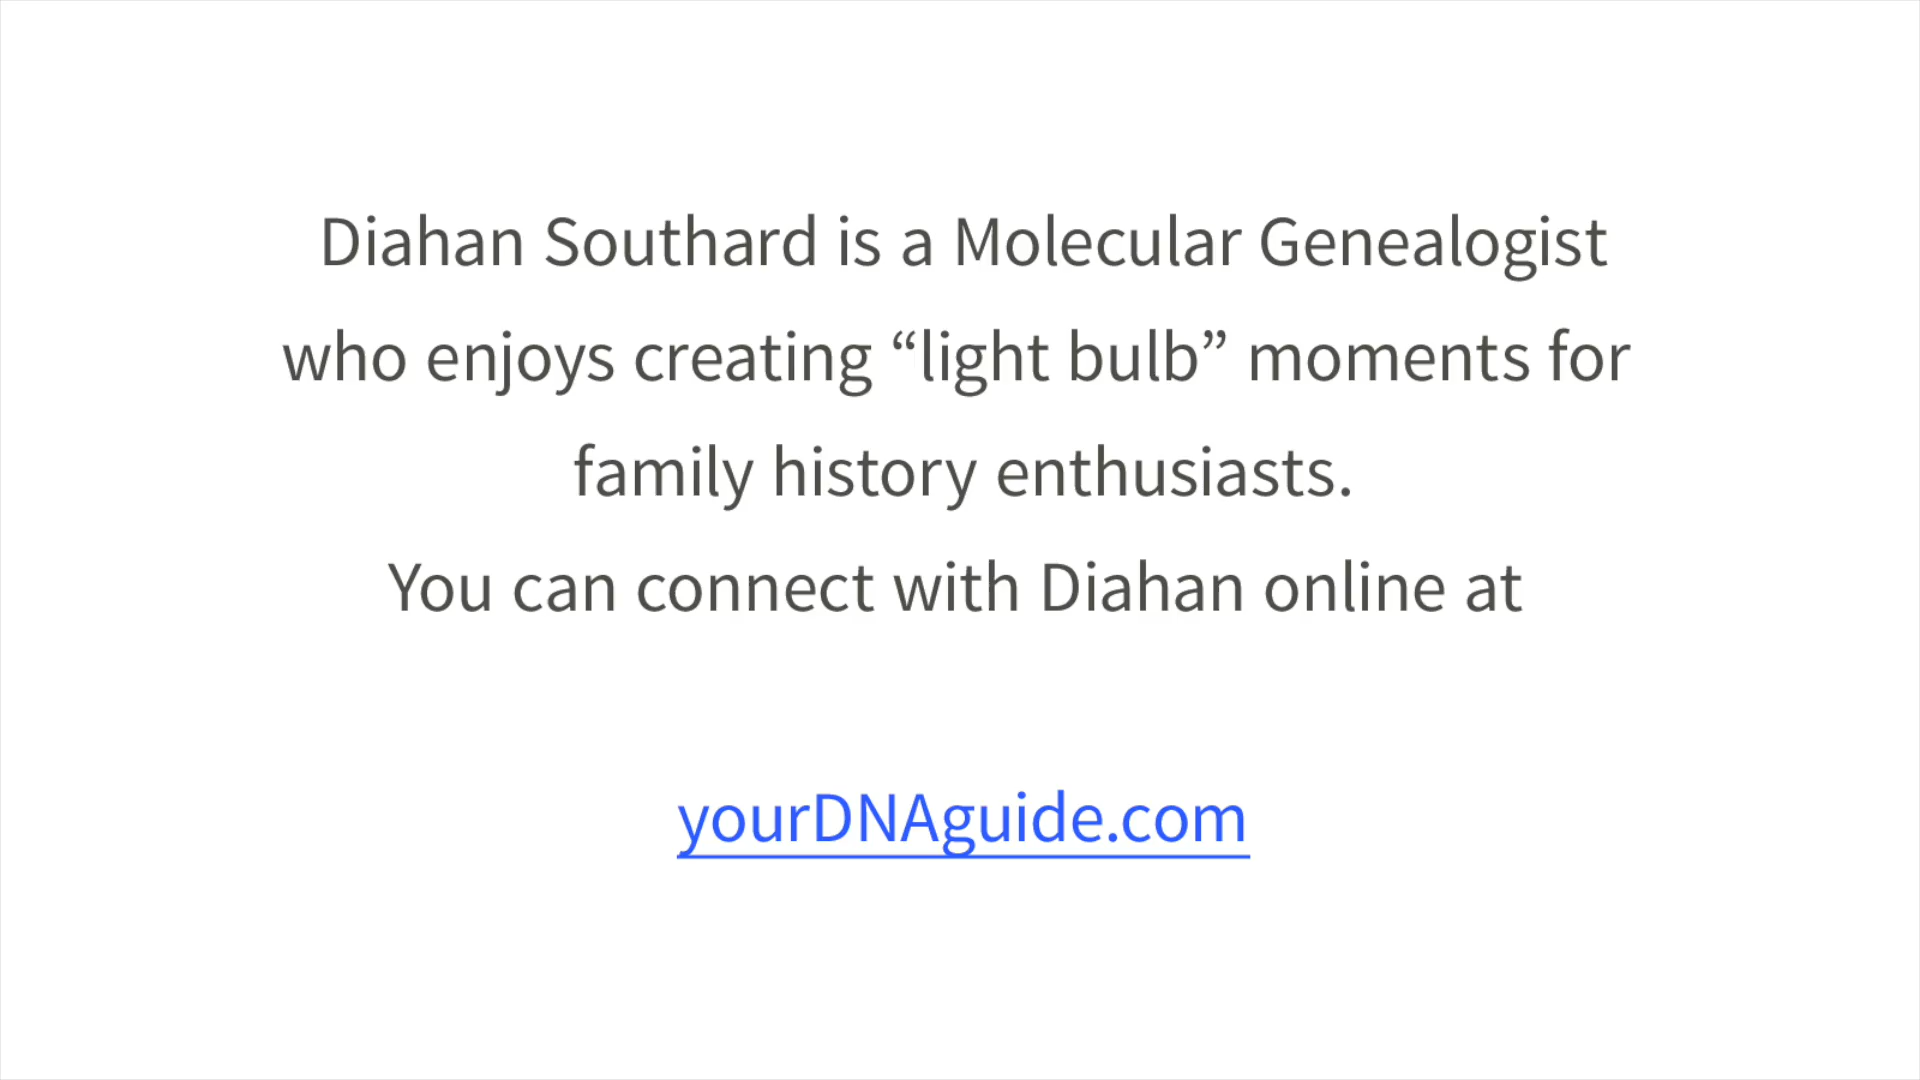 Diahan Southard is a Molecular Genealogist
who enjoys creating “light bulb” moments for
family history enthusiasts.
You can connect with Diahan online at
yourDNAguide.com